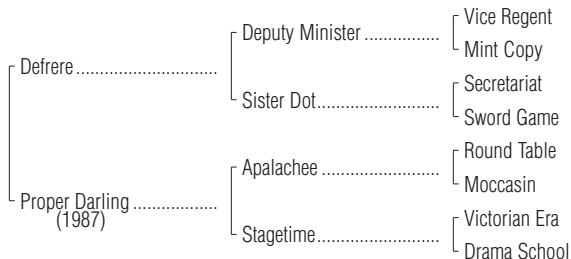 Vice Regent
Deputy Minister ................
Mint Copy
Defrere..............................
Secretariat
Sister Dot..........................
Sword Game
Round Table
Apalachee ........................
Moccasin
Proper Darling ..................
(1987)
Victorian Era
Stagetime..........................
Drama School